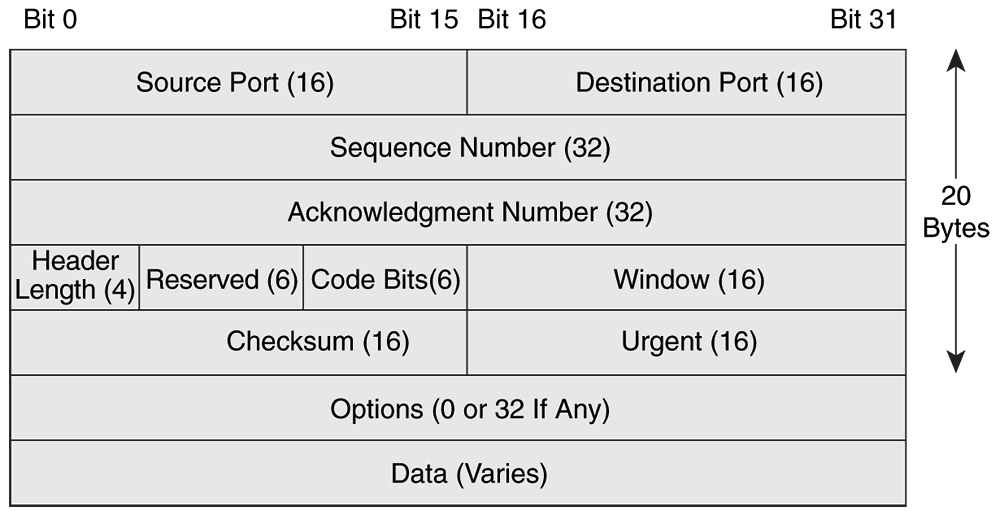 Bit 0 Bit 15 Bit 16 Bit 31
Source Port (16) Destination Port (16)
Sequence Number (32)
Acknowledgment Number (32)
20
Bytes
Header
Length (4) Reserved (6) Code Bits(6) Window (16)
Checksum (16) Urgent (16)
Options (0 or 32 If Any)
Data (Varies)